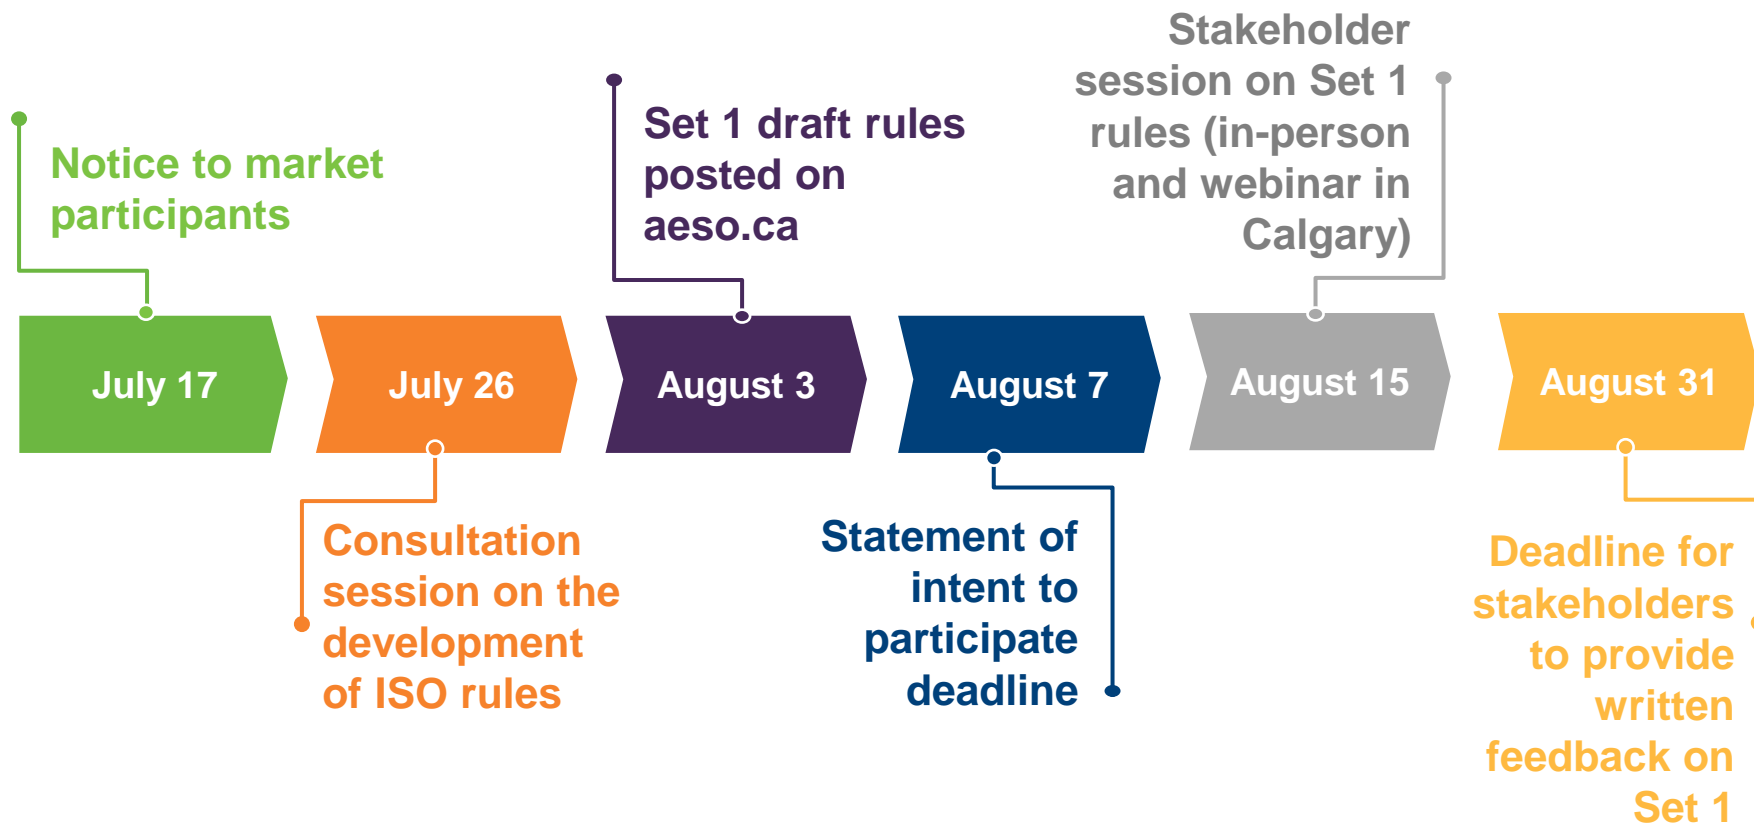 Stakeholder
session on Set 1
rules (in-person
and webinar in
Calgary)
Set 1 draft rules
posted on
aeso.ca
Notice to market
participants
July 17
July 26
August 3
August 7
August 15
August 31
Consultation
session on the
development
of ISO rules
Statement of
intent to
participate
deadline
Deadline for
stakeholders
to provide
written
feedback on
Set 1